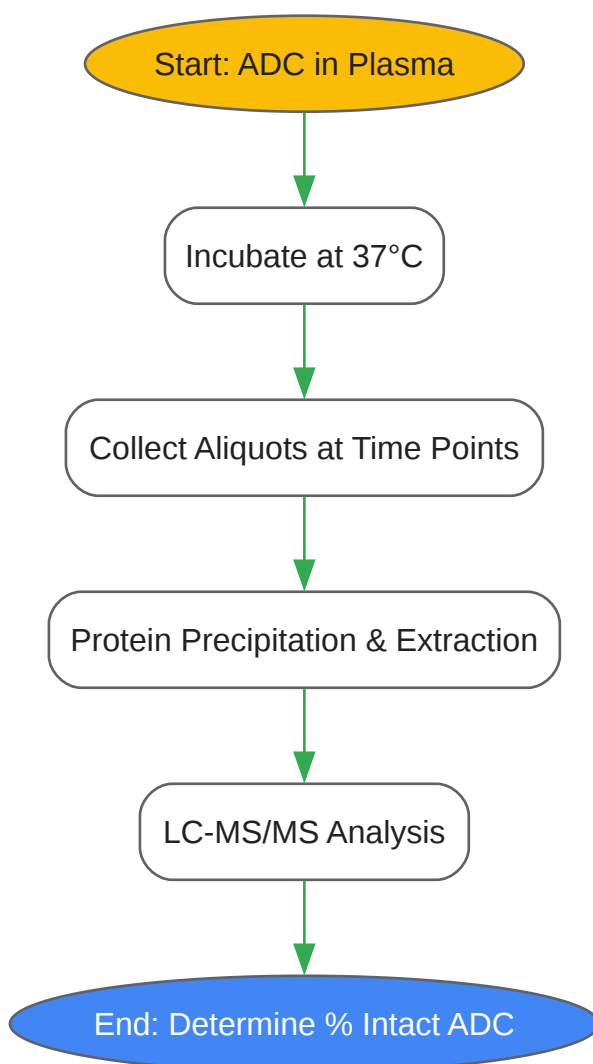 Start: ADC in Plasma
Incubate at 37°C
Collect Aliquots at Time Points
Protein Precipitation & Extraction
LC-MS/MS Analysis
End: Determine % Intact ADC